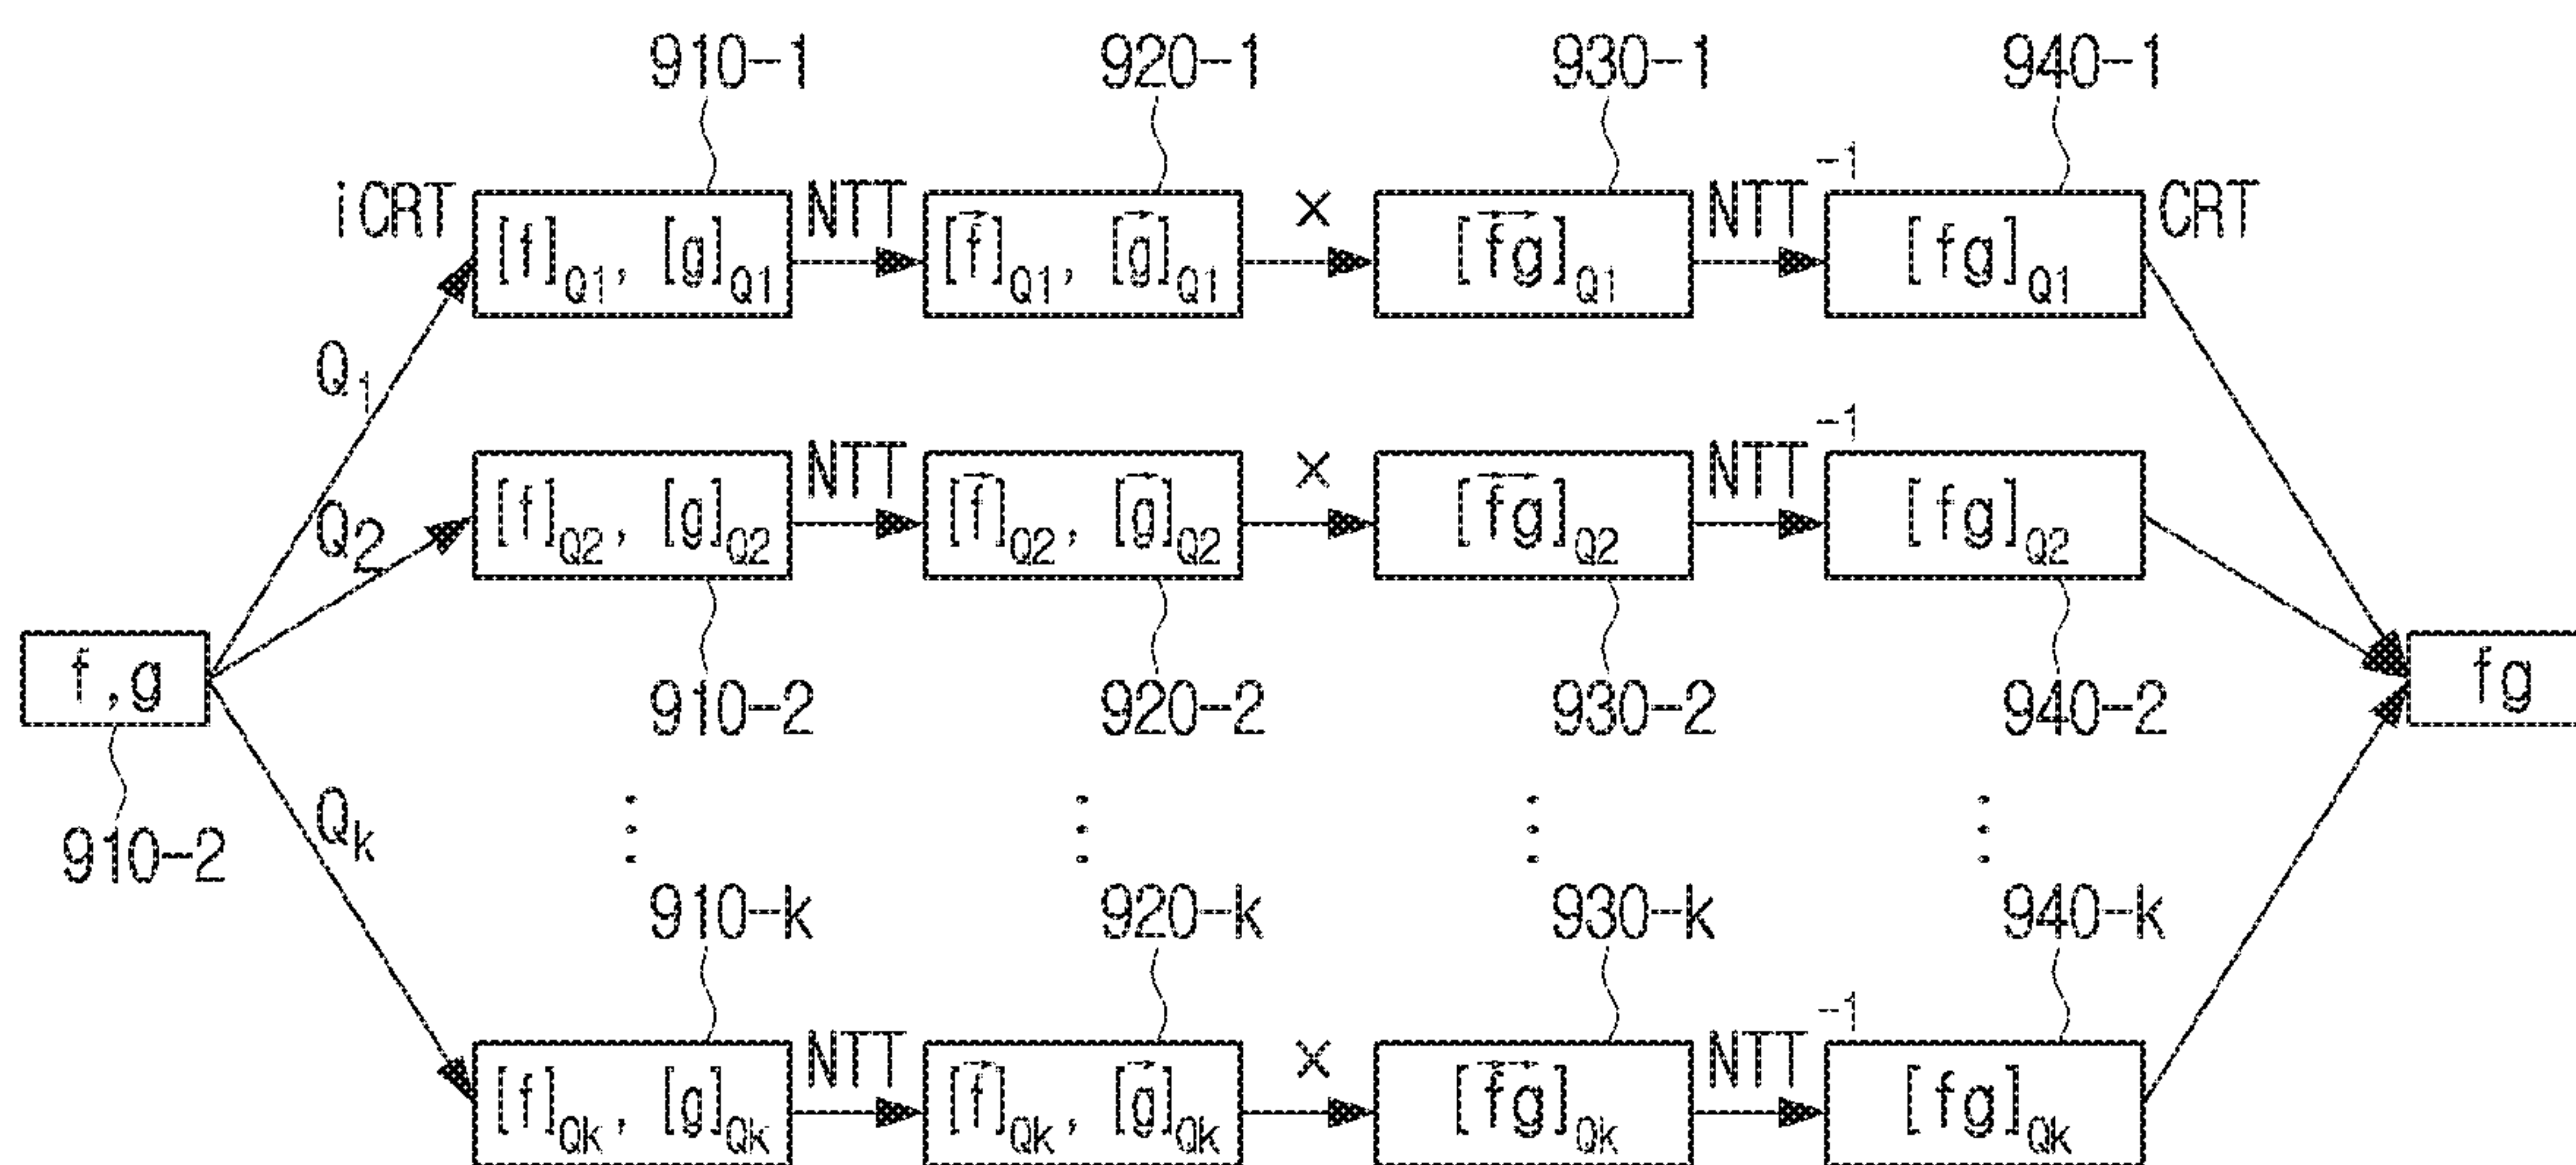 910-1 920-1 930-1 940-1
iCRT [f]Q1, [g]Q1 NTT [f⃗]Q1, [g⃗]Q1 × [f⃗g⃗]Q1 NTT-1 [fg]Q1 CRT
Q1
Q2 [f]Q2, [g]Q2 NTT [f⃗]Q2, [g⃗]Q2 × [f⃗g⃗]Q2 NTT-1 [fg]Q2
f,g 910-2 920-2 930-2 940-2 fg
910-2
Qk
910-k 920-k 930-k 940-k
[f]Qk, [g]Qk NTT [f⃗]Qk, [g⃗]Qk × [f⃗g⃗]Qk NTT-1 [fg]Qk